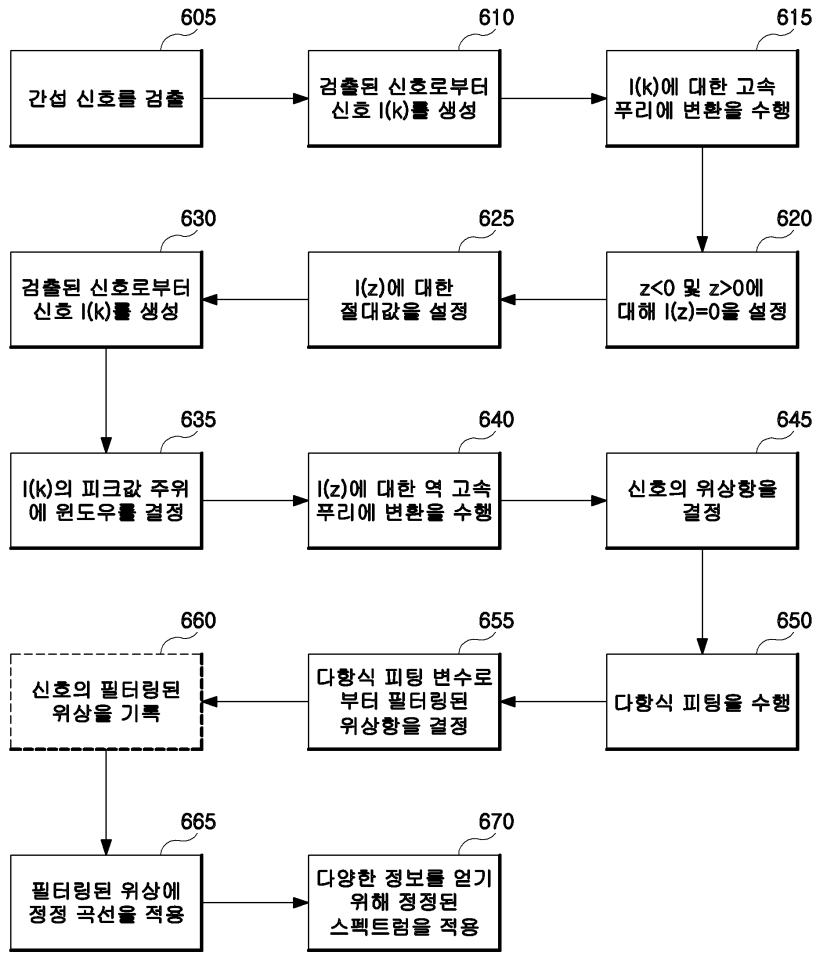 605
간섭 신호를 검출
610
검출된 신호로부터
신호 I(k)를 생성
615
I(k)에 대한 고속
푸리에 변환을 수행
620
z<0 및 z>0에
대해 I(z)=0을 설정
625
I(z)에 대한
절대값을 설정
630
검출된 신호로부터
신호 I(k)를 생성
635
I(k)의 피크값 주위
에 윈도우를 결정
640
I(z)에 대한 역 고속
푸리에 변환을 수행
645
신호의 위상항을
결정
650
다항식 피팅을 수행
655
다항식 피팅 변수로
부터 필터링된
위상항을 결정
660
신호의 필터링된
위상을 기록
665
필터링된 위상에
정정 곡선을 적용
670
다양한 정보를 얻기
위해 정정된
스펙트럼을 적용